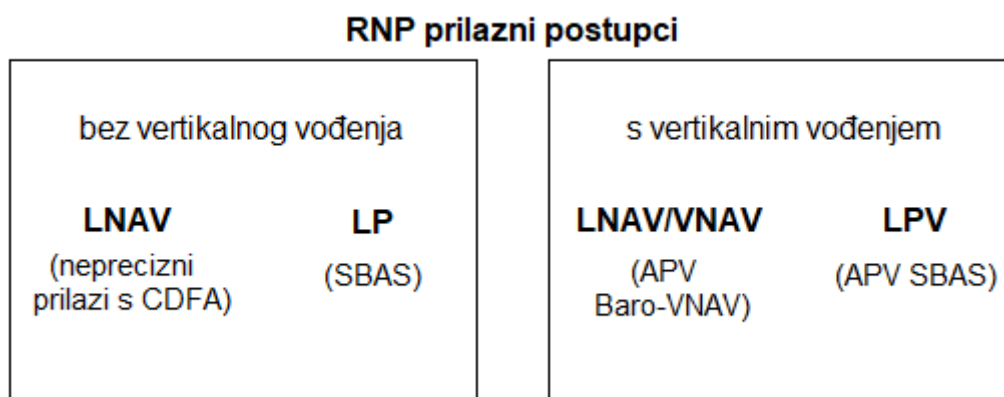 RNP prilazni postupci
bez vertikalnog vođenja
LNAV
(neprecizni
prilazi s CDFA)
LP
(SBAS)
s vertikalnim vođenjem
LNAV/VNAV
(APV
Baro-VNAV)
LPV
(APV SBAS)